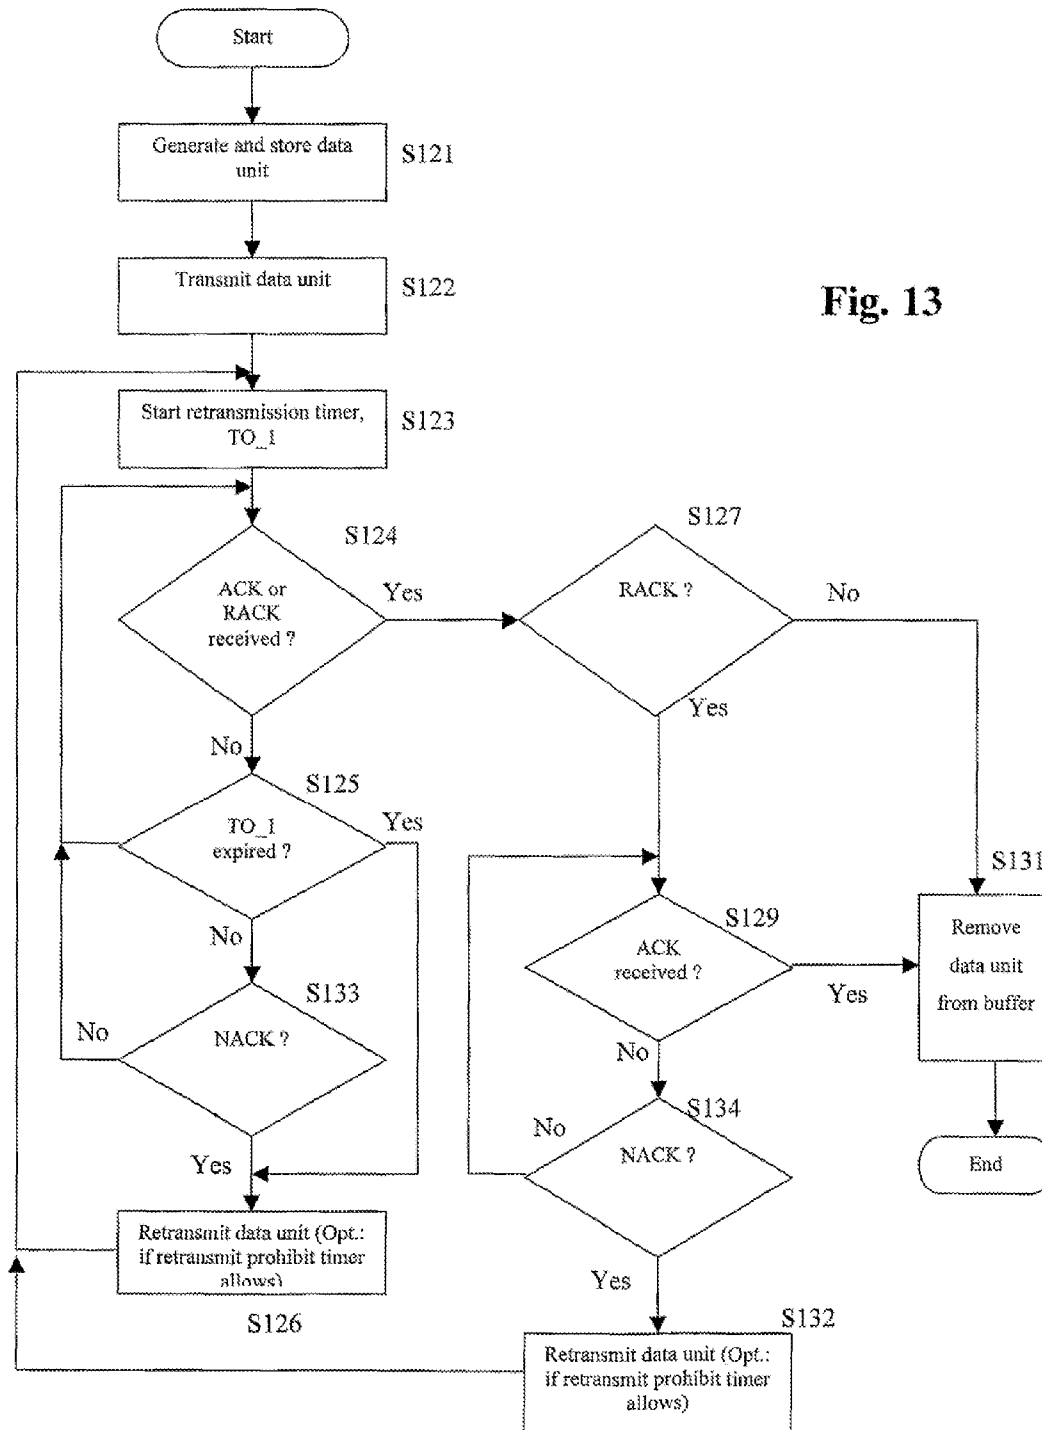 Start
Generate and store data
unit
S121
Transmit data unit
S122
Fig. 13
Start retransmission timer,
TO_1
S123
S124
ACK or
RACK
received ?
Yes
No
S127
RACK ?
No
Yes
S125
TO_1
expired ?
Yes
No
S133
NACK ?
No
Yes
Retransmit data unit (Opt.:
if retransmit prohibit timer
allows)
S126
S129
ACK
received ?
Yes
No
S131
Remove
data unit
from buffer
End
S134
NACK ?
No
Yes
S132
Retransmit data unit (Opt.:
if retransmit prohibit timer
allows)